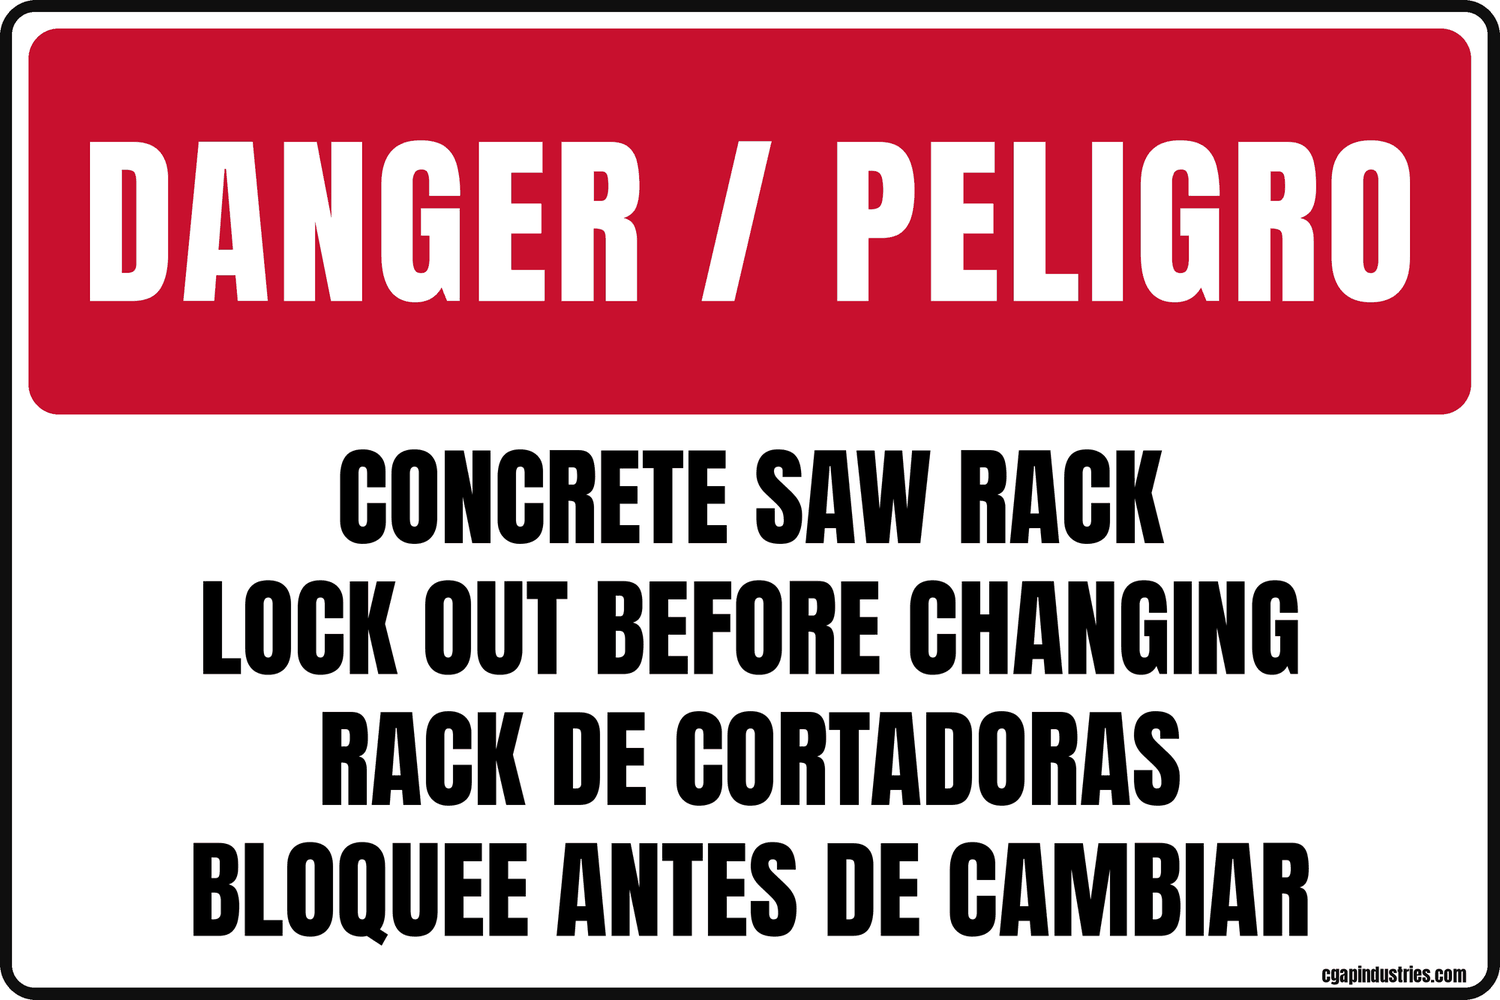 DANGER / PELIGRO
CONCRETE SAW RACK
LOCK OUT BEFORE CHANGING
RACK DE CORTADORAS
BLOQUEE ANTES DE CAMBIAR
cgapindustries.com